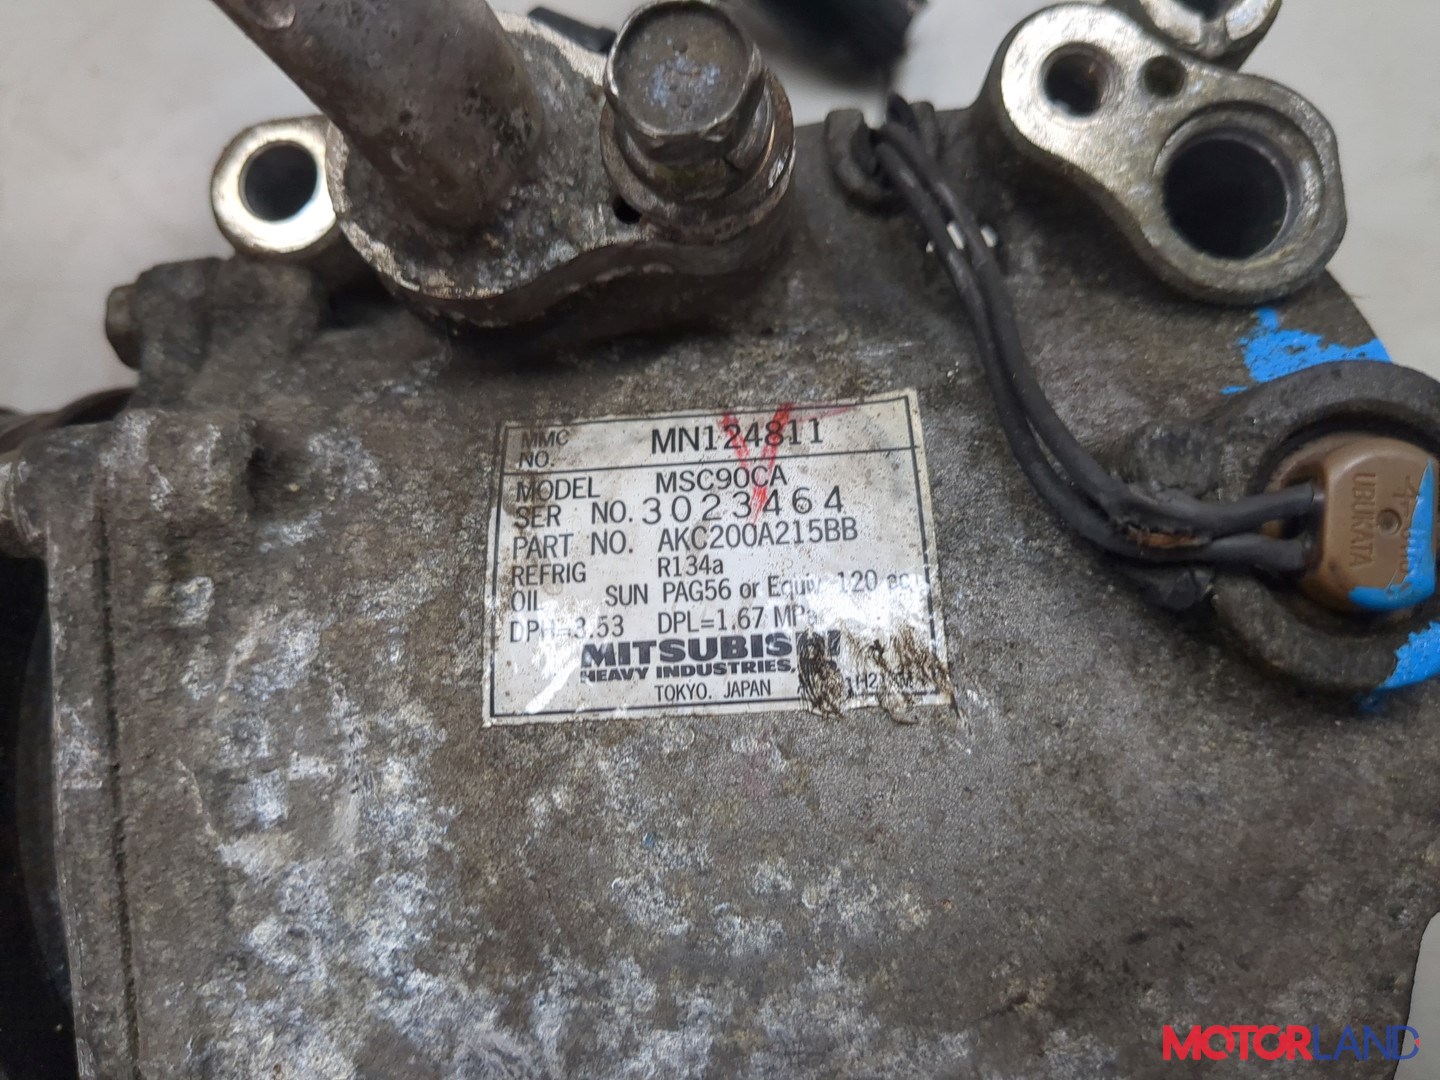 MMC NO. MN124811
MODEL MSC90CA
SER NO. 3023464
PART NO. AKC200A215BB
REFRIG R134a
OIL SUN PAG56 or Equiv. 120
DPH=3.53 DPL=1.67 MPa
MITSUBISHI
HEAVY INDUSTRIES,
TOKYO. JAPAN
UBUKATA
MOTORLAND